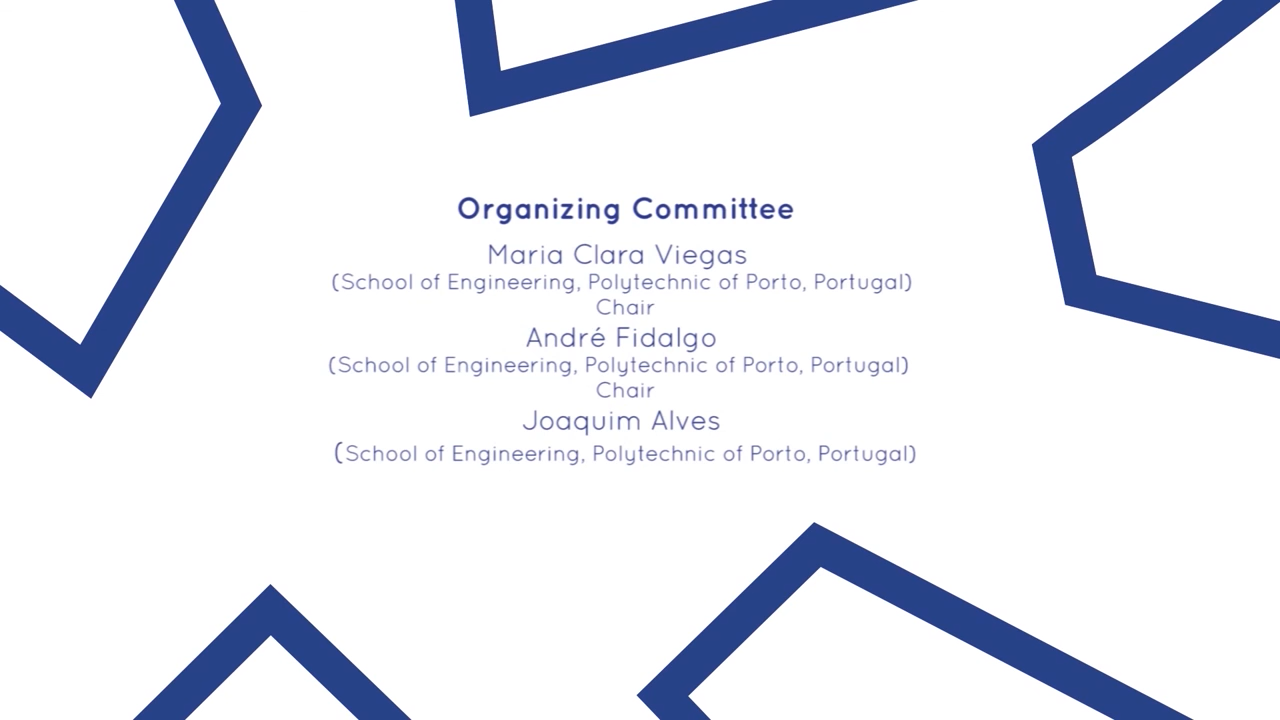 Organizing Committee
Maria Clara Viegas
(School of Engineering, Polytechnic of Porto, Portugal)
Chair
André Fidalgo
(School of Engineering, Polytechnic of Porto, Portugal)
Chair
Joaquim Alves
(School of Engineering, Polytechnic of Porto, Portugal)